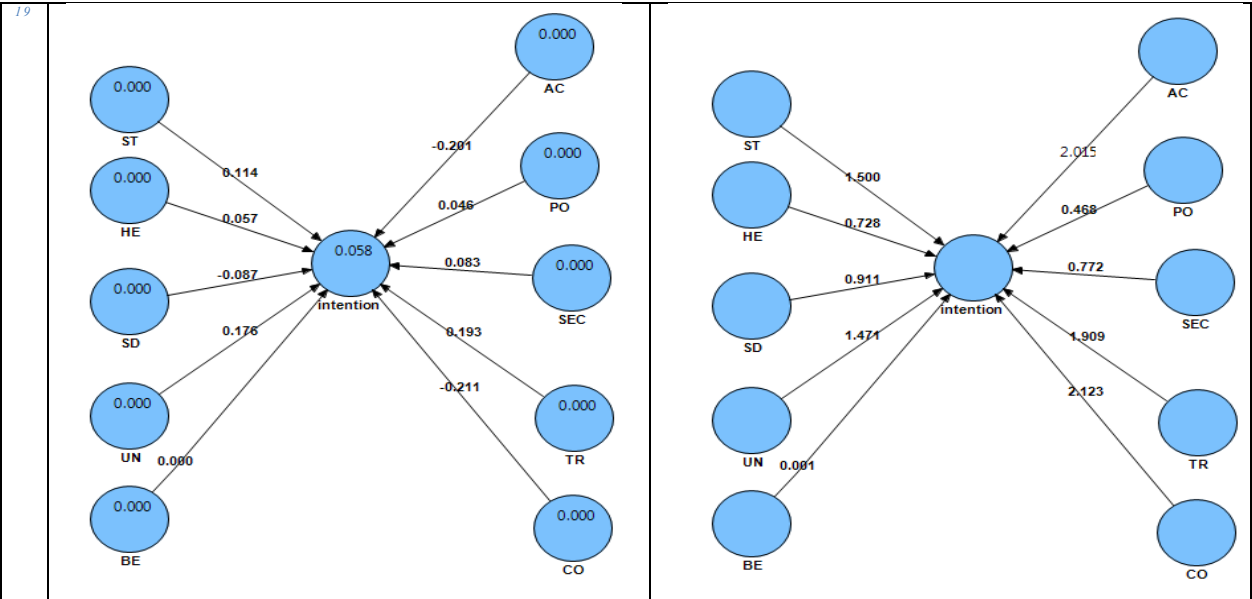 19
0.000
AC
0.000
ST
-0.201
0.000
PO
0.114
0.000
HE
0.046
0.057
0.058
intention
0.083
0.000
SEC
-0.087
0.000
SD
0.176
0.193
0.000
UN
-0.211
0.000
TR
0.000
0.000
BE
0.000
CO
AC
ST
2.015
PO
1.500
HE
0.468
0.728
intention
0.772
SEC
0.911
SD
1.471
1.909
UN
2.123
TR
0.001
BE
CO